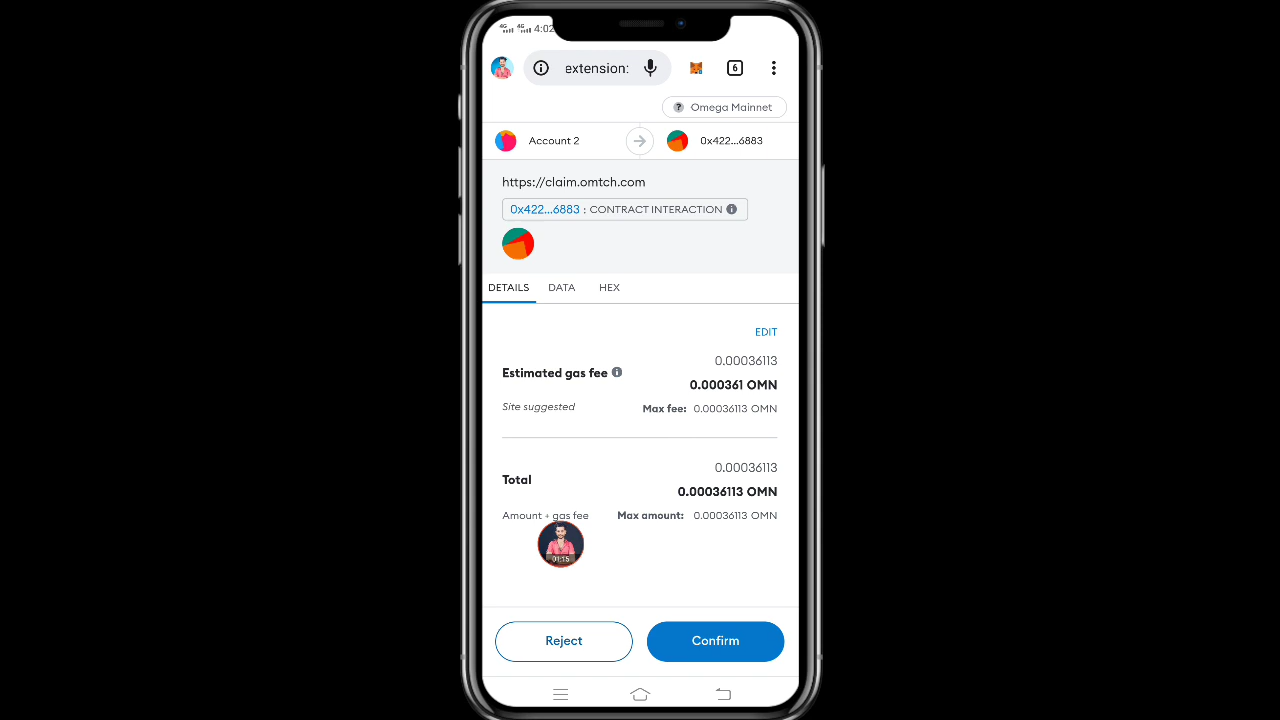 4G 4G 4:02
extension: 6
? Omega Mainnet
Account 2 0x422...6883
https://claim.omtch.com
0x422...6883 : CONTRACT INTERACTION
DETAILS DATA HEX
EDIT
0.00036113
Estimated gas fee
0.000361 OMN
Site suggested Max fee: 0.00036113 OMN
0.00036113
Total
0.00036113 OMN
Amount + gas fee Max amount: 0.00036113 OMN
01:15
Reject Confirm